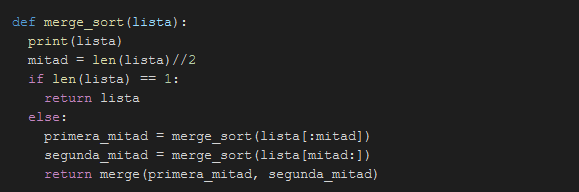 def merge_sort(lista):
  print(lista)
  mitad = len(lista)//2
  if len(lista) == 1:
    return lista
  else:
    primera_mitad = merge_sort(lista[:mitad])
    segunda_mitad = merge_sort(lista[mitad:])
    return merge(primera_mitad, segunda_mitad)